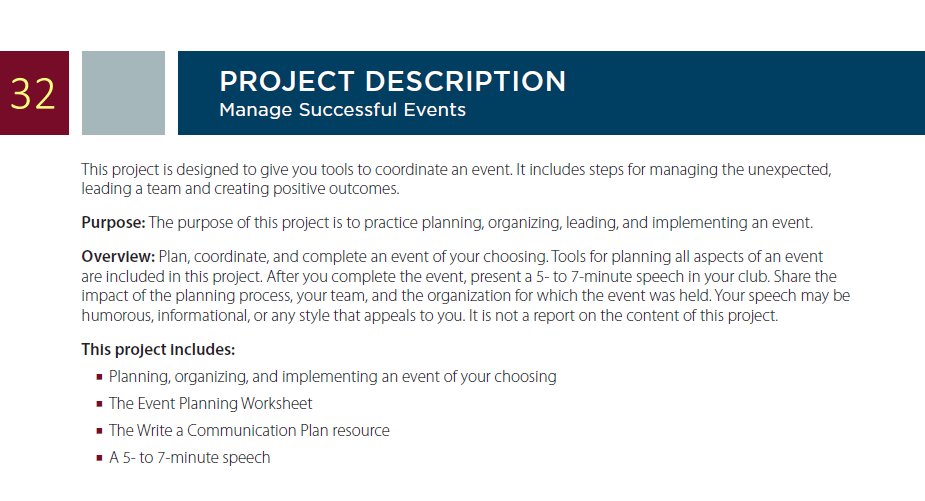 32
PROJECT DESCRIPTION
Manage Successful Events
This project is designed to give you tools to coordinate an event. It includes steps for managing the unexpected,
leading a team and creating positive outcomes.
Purpose: The purpose of this project is to practice planning, organizing, leading, and implementing an event.
Overview: Plan, coordinate, and complete an event of your choosing. Tools for planning all aspects of an event
are included in this project. After you complete the event, present a 5- to 7-minute speech in your club. Share the
impact of the planning process, your team, and the organization for which the event was held. Your speech may be
humorous, informational, or any style that appeals to you. It is not a report on the content of this project.
This project includes:
▪ Planning, organizing, and implementing an event of your choosing
▪ The Event Planning Worksheet
▪ The Write a Communication Plan resource
▪ A 5- to 7-minute speech